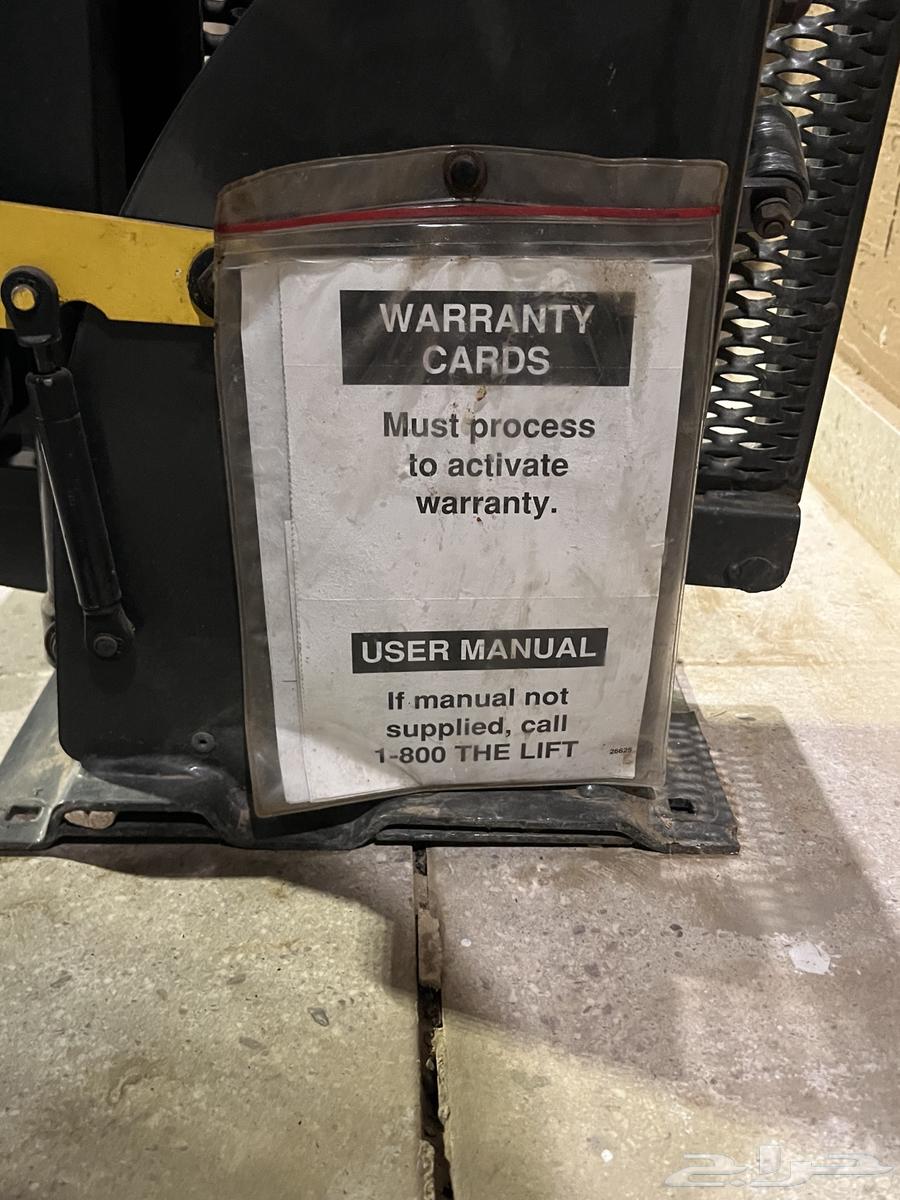 WARRANTY
CARDS
Must process
to activate
warranty.
USER MANUAL
If manual not
supplied, call
1-800 THE LIFT
26625
حراج